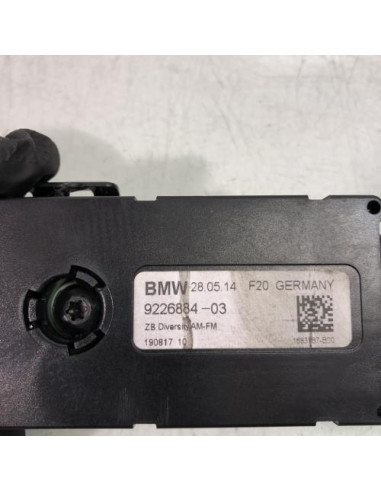 BMW 28.05.14 F20 GERMANY
9226884-03
ZB Diversity AM-FM
190817 10